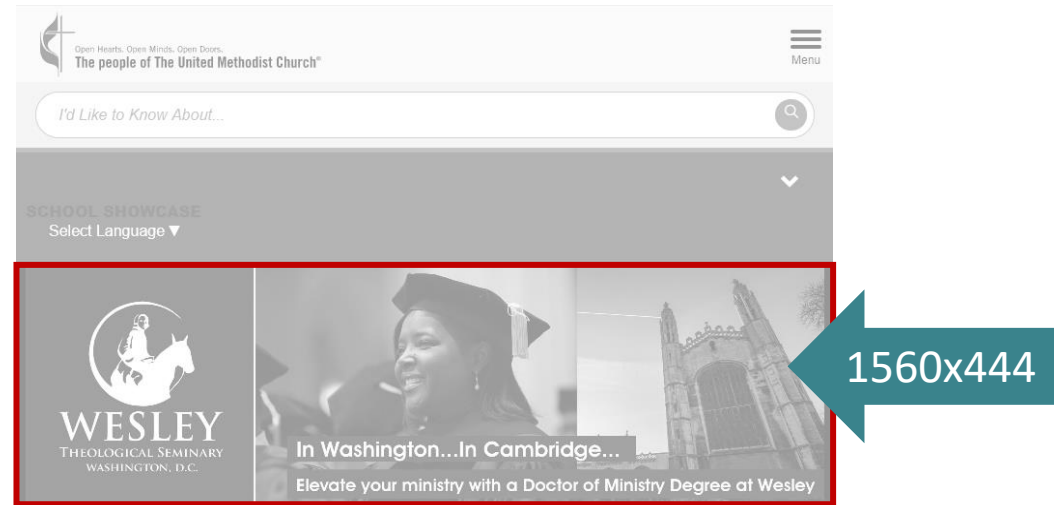 Open Hearts. Open Minds. Open Doors.
The people of The United Methodist Church®
Menu
I'd Like to Know About...
SCHOOL SHOWCASE
Select Language ▼
1560x444
WESLEY
THEOLOGICAL SEMINARY
WASHINGTON, D.C.
In Washington...In Cambridge...
Elevate your ministry with a Doctor of Ministry Degree at Wesley